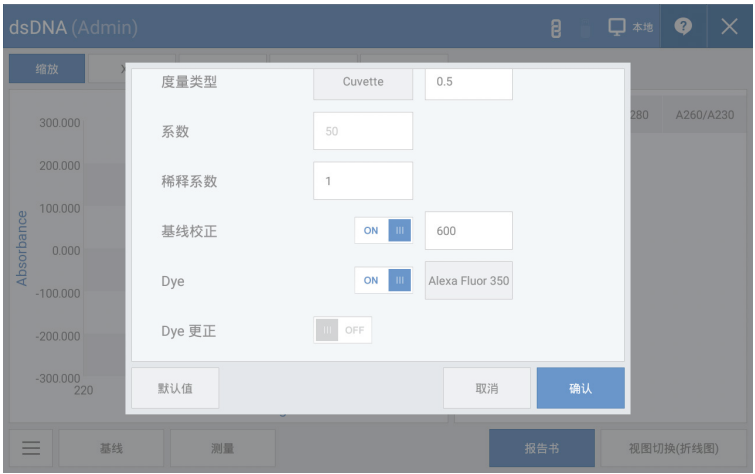 dsDNA (Admin)
本地
缩放
度量类型
Cuvette
0.5
系数
50
稀释系数
1
基线校正
ON
600
Dye
ON
Alexa Fluor 350
Dye 更正
OFF
默认值
取消
确认
280
A260/A230
Absorbance
300.000
200.000
100.000
0.000
-100.000
-200.000
-300.000
220
基线
测量
报告书
视图切换(折线图)